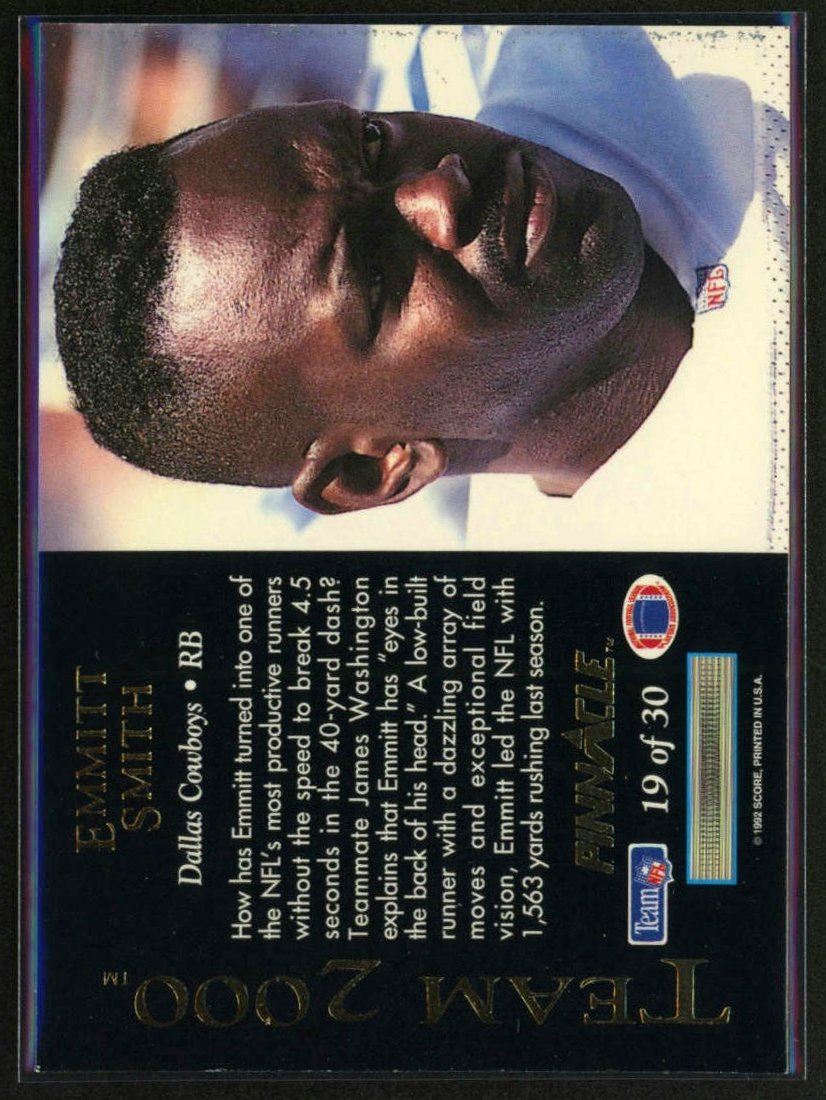 EMMITT
SMITH
Dallas Cowboys • RB
How has Emmitt turned into one of
the NFL's most productive runners
without the speed to break 4.5
seconds in the 40-yard dash?
Teammate James Washington
explains that Emmitt has "eyes in
the back of his head." A low-built
runner with a dazzling array of
moves and exceptional field
vision, Emmitt led the NFL with
1,563 yards rushing last season.
PINNACLE™
Team NFL
19 of 30
© 1992 SCORE, PRINTED IN U.S.A.
TEAM 2000™
NFL